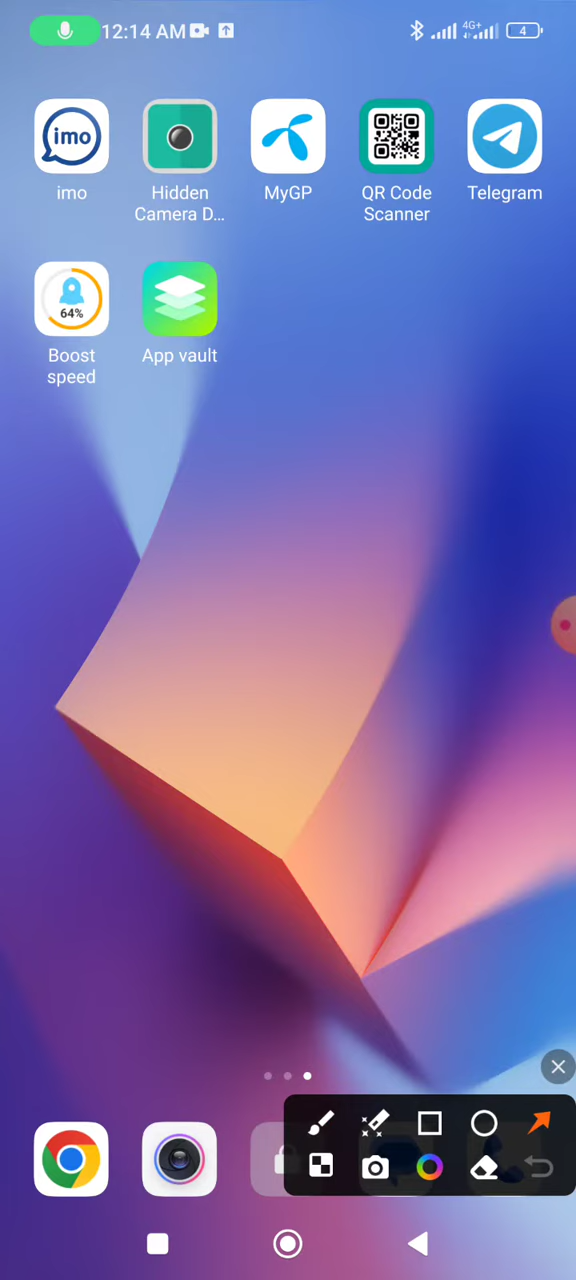 12:14 AM
4G+
4
imo
imo
Hidden
Camera D...
MyGP
QR Code
Scanner
Telegram
64%
Boost
speed
App vault